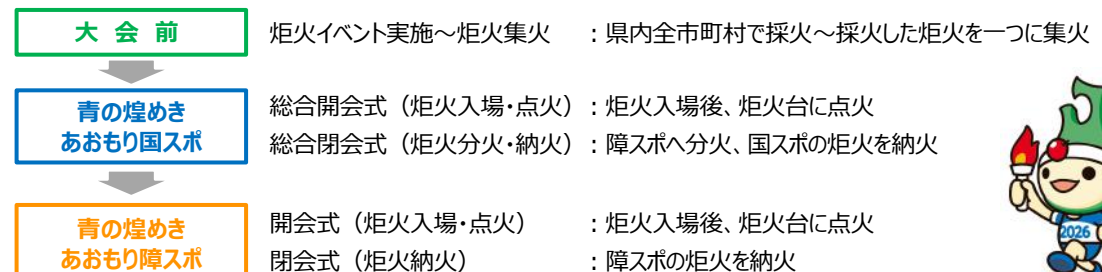 大 会 前
炬火イベント実施～炬火集火 ：県内全市町村で採火～採火した炬火を一つに集火
青の煌めき
あおもり国スポ
総合開会式（炬火入場・点火）：炬火入場後、炬火台に点火
総合閉会式（炬火分火・納火）：障スポへ分火、国スポの炬火を納火
青の煌めき
あおもり障スポ
開会式（炬火入場・点火） ：炬火入場後、炬火台に点火
閉会式（炬火納火） ：障スポの炬火を納火
2026